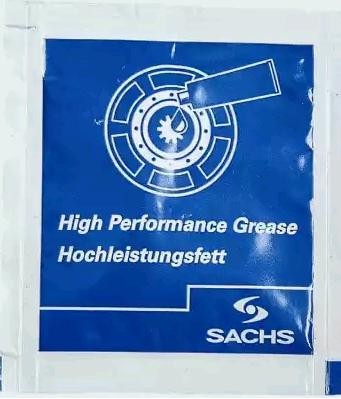 High Performance Grease
Hochleistungsfett
SACHS